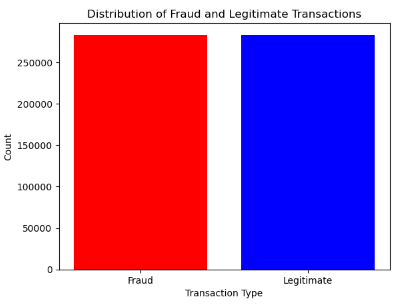 Distribution of Fraud and Legitimate Transactions
250000
200000
150000
100000
50000
0
Count
Fraud Legitimate
Transaction Type